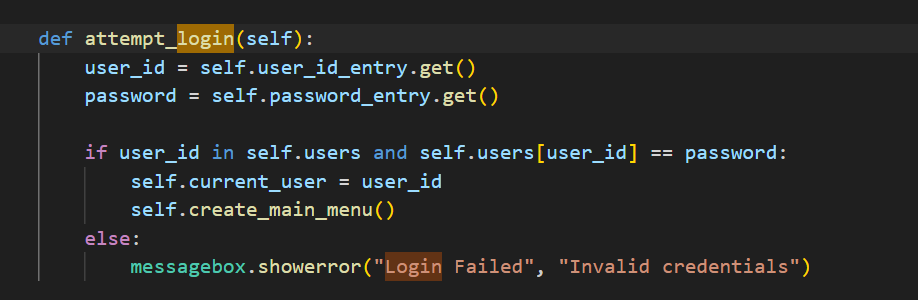 def attempt_login(self):
    user_id = self.user_id_entry.get()
    password = self.password_entry.get()

    if user_id in self.users and self.users[user_id] == password:
        self.current_user = user_id
        self.create_main_menu()
    else:
        messagebox.showerror("Login Failed", "Invalid credentials")